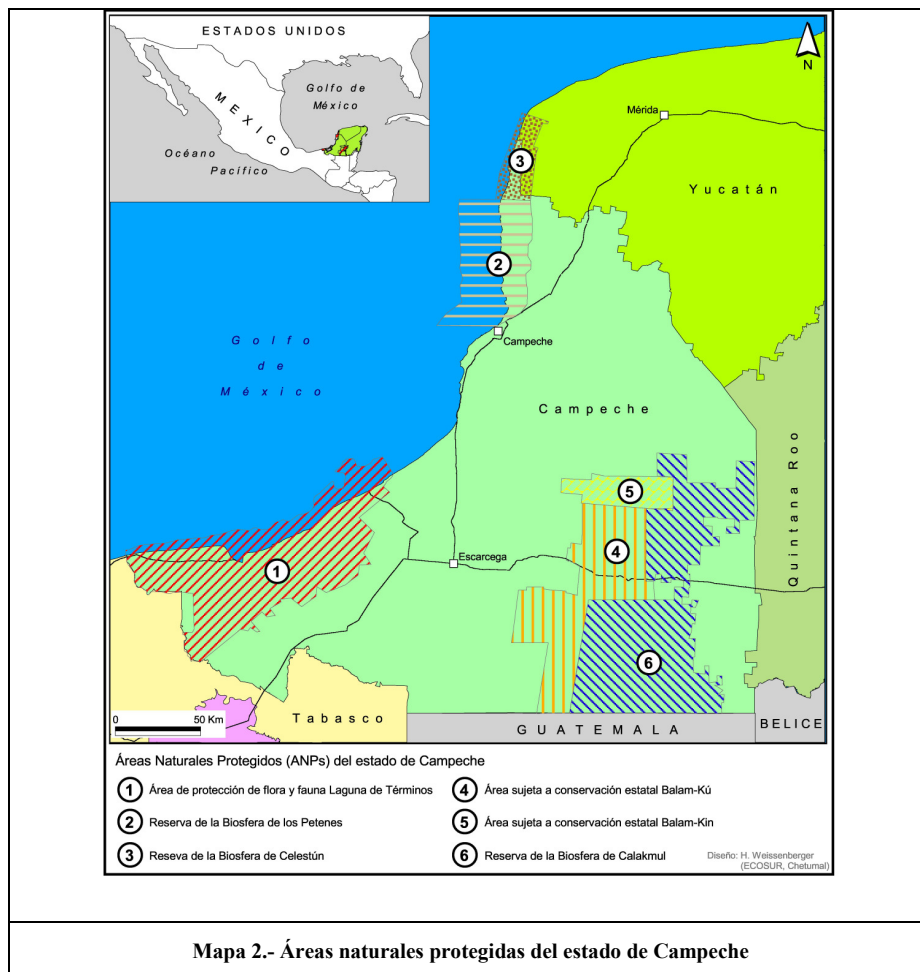 ESTADOS UNIDOS
Golfo de
México
MÉXICO
Océano
Pacífico
N
Mérida
3
Yucatán
2
Campeche
Golfo
de
México
Campeche
Quintana Roo
5
4
Escarcega
1
6
0 50 Km
Tabasco
GUATEMALA
BELICE
Áreas Naturales Protegidos (ANPs) del estado de Campeche
1 Área de protección de flora y fauna Laguna de Términos
2 Reserva de la Biosfera de los Petenes
3 Reseva de la Biosfera de Celestún
4 Área sujeta a conservación estatal Balam-Kú
5 Área sujeta a conservación estatal Balam-Kin
6 Reserva de la Biosfera de Calakmul
Diseño: H. Weissenberger
(ECOSUR, Chetumal)
Mapa 2.- Áreas naturales protegidas del estado de Campeche